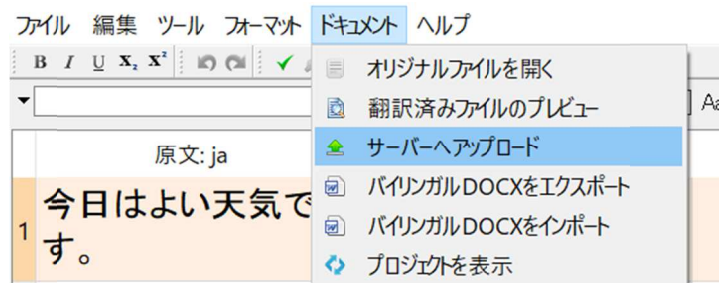 ファイル 編集 ツール フォーマット ドキュメント ヘルプ
B I U X₂ X²
オリジナルファイルを開く
翻訳済みファイルのプレビュー
Aa
サーバーへアップロード
原文: ja
バイリンガルDOCXをエクスポート
バイリンガルDOCXをインポート
プロジェクトを表示
1
今日はよい天気で
す。